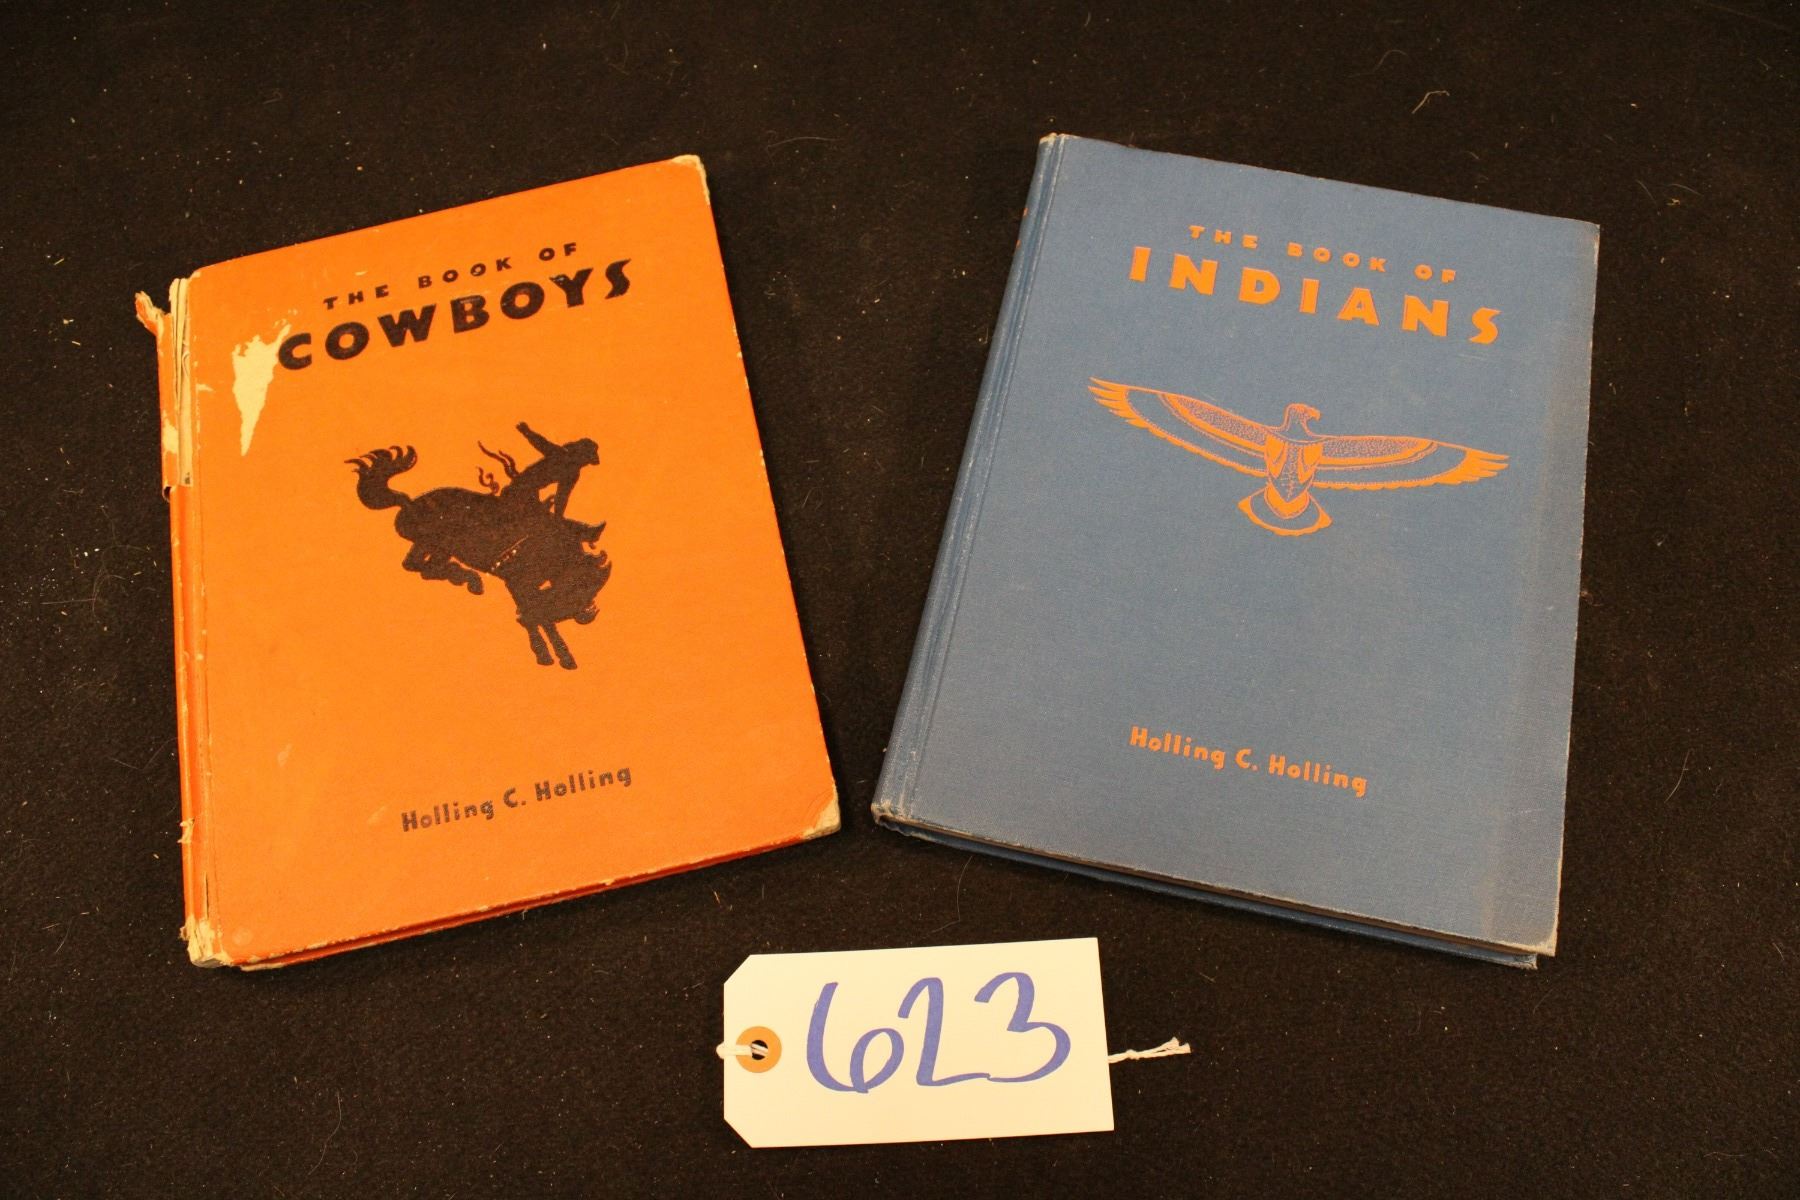 THE BOOK OF
COWBOYS
Holling C. Holling
THE BOOK OF
INDIANS
Holling C. Holling
623